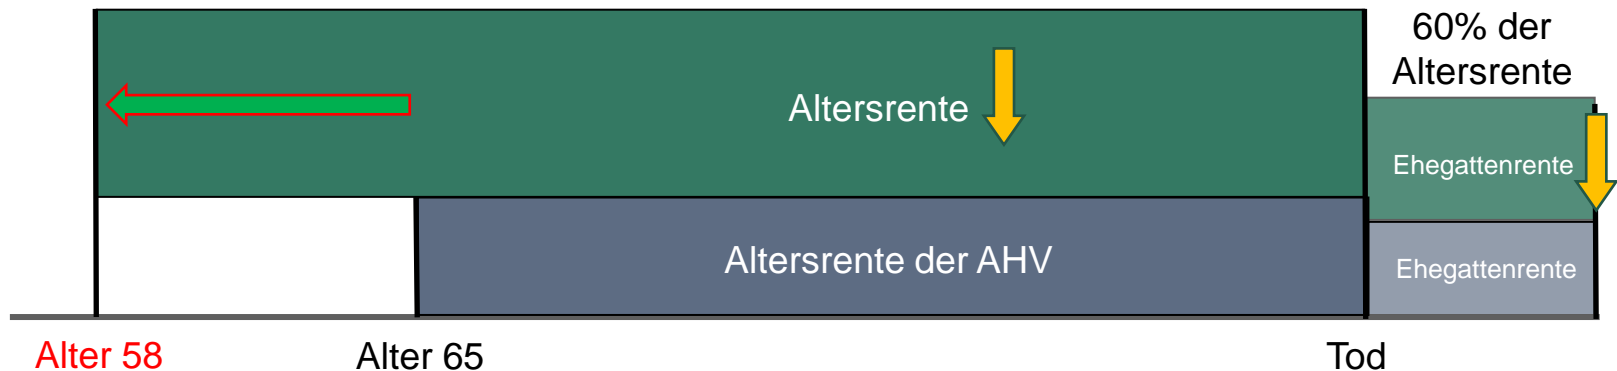 60% der
Altersrente
Altersrente
Ehegattenrente
Altersrente der AHV
Ehegattenrente
Alter 58
Alter 65
Tod